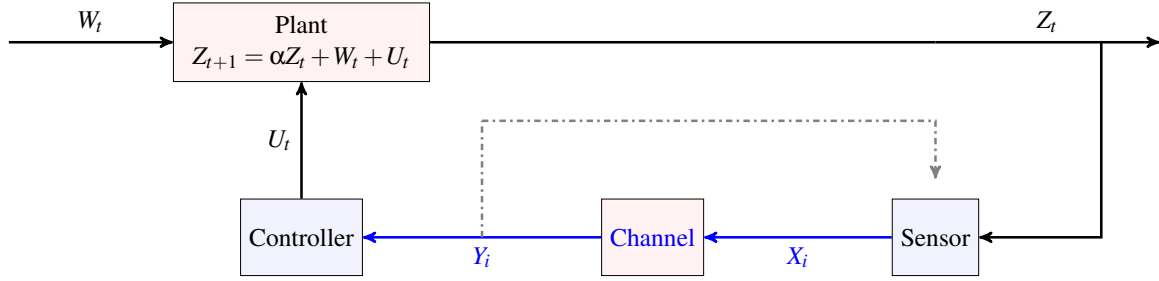 W_t
Plant
Z_{t+1} = αZ_t + W_t + U_t
Z_t
U_t
Controller
Y_i
Channel
X_i
Sensor